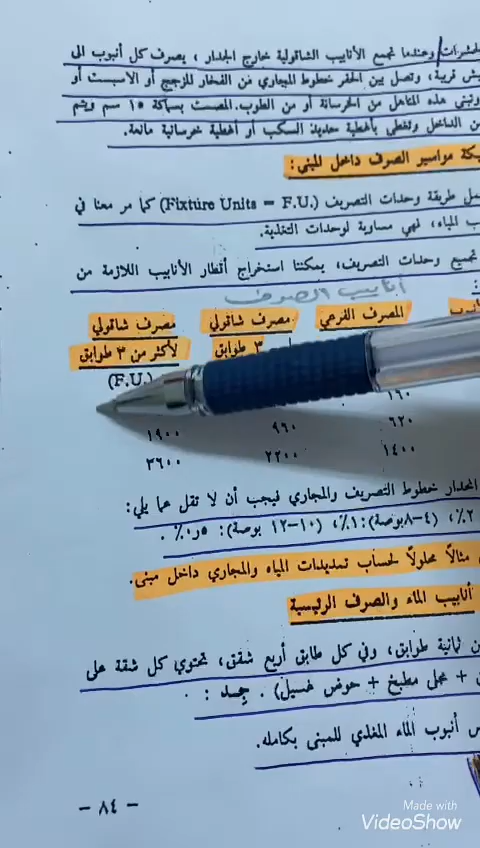 الحشرات/ وعندما تجمع الأنابيب الشاقولية خارج الجدار، يصرف كل أنبوب الى
قريبة، وتصل بين الحفر خطوط المجاري من الفخار المزجج أو الاسبست أو
وتبنى هذه المناهل من الخرسانة أو من الطوب. المصمت بسماكة ١٥ سم ويتم
من الداخل وتغطى بأغطية حديد السكب أو أغطية خرسانية مانعة.
مواسير الصرف داخل المبنى :
طريقة وحدات التصريف (Fixture Units = F.U.) كما مر معنا في
المياه، فهي مساوية لوحدات التغذية.
تجميع وحدات التصريف، يمكننا استخراج أقطار الأنابيب اللازمة من
أنابيب الصرف
المصرف الفرعي مصرف شاقولي مصرف شاقولي
٣ طوابق لأكثر من ٣ طوابق
(F.U.)
١٦٠
٦٢٠ ٩٦٠ ١٩٠٠
١٤٠٠ ٢٢٠٠ ٣٦٠٠
انحدار خطوط التصريف والمجاري فيجب أن لا تقل عما يلي :
٢٪، (٤-٨ بوصة): ١٪، (١٠-١٢ بوصة): ٥ر٠٪ .
مثالاً محلولاً لحساب تمديدات المياه والمجاري داخل مبنى.
أنابيب الماء والصرف الرئيسية
ثمانية طوابق، وفي كل طابق أربع شقق، تحتوي كل شقة على
+ مجلى مطبخ + حوض غسيل) . جد :
أنبوب الماء المغذي للمبنى بكامله.
- ٨٤ -
Made with
VideoShow